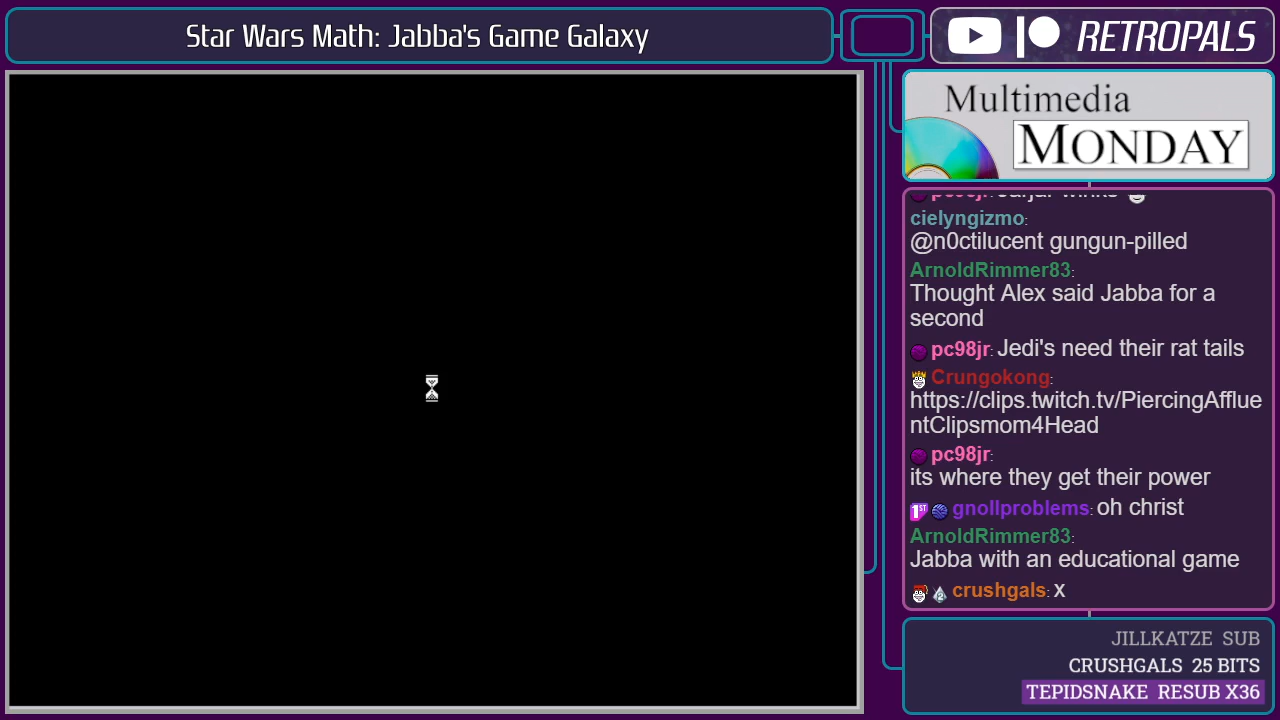 Star Wars Math: Jabba's Game Galaxy
RETROPALS
Multimedia
MONDAY
cielyngizmo:
@n0ctilucent gungun-pilled
ArnoldRimmer83:
Thought Alex said Jabba for a
second
pc98jr: Jedi's need their rat tails
Crungokong:
https://clips.twitch.tv/PiercingAfflue
ntClipsmom4Head
pc98jr:
its where they get their power
1ST gnollproblems: oh christ
ArnoldRimmer83:
Jabba with an educational game
2 crushgals: X
JILLKATZE SUB
CRUSHGALS 25 BITS
TEPIDSNAKE RESUB X36